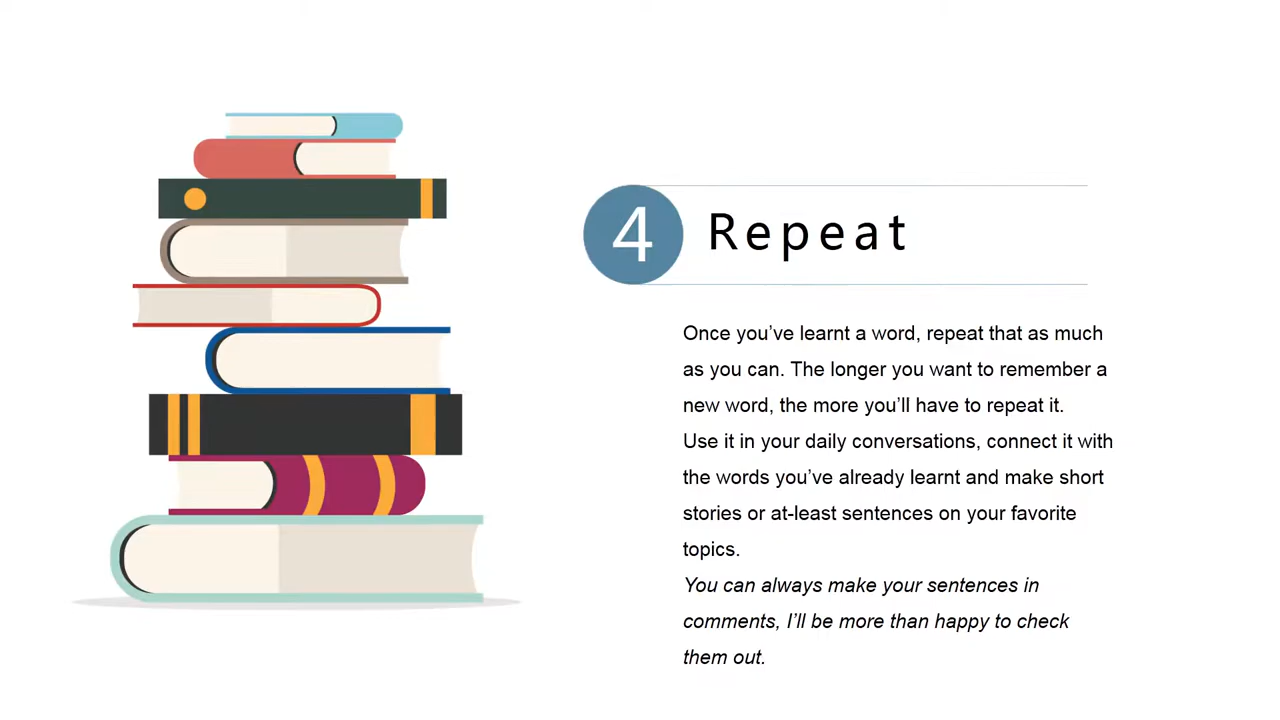 4 Repeat
Once you’ve learnt a word, repeat that as much
as you can. The longer you want to remember a
new word, the more you’ll have to repeat it.
Use it in your daily conversations, connect it with
the words you’ve already learnt and make short
stories or at-least sentences on your favorite
topics.
You can always make your sentences in
comments, I’ll be more than happy to check
them out.